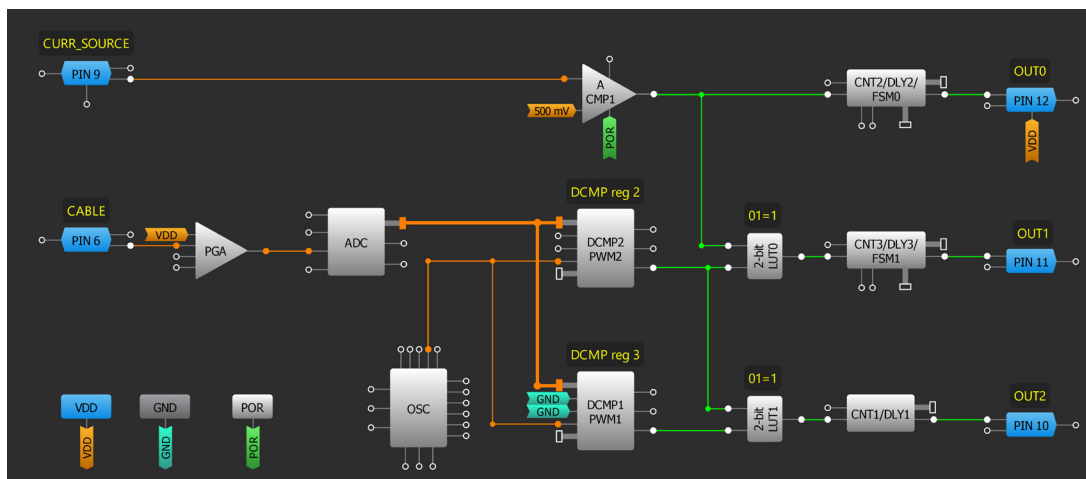 CURR_SOURCE
PIN 9
A
CMP1
500 mV
POR
CNT2/DLY2/
FSM0
OUT0
PIN 12
VDD
CABLE
PIN 6
VDD
PGA
ADC
DCMP reg 2
DCMP2
PWM2
01=1
2-bit
LUT0
CNT3/DLY3/
FSM1
OUT1
PIN 11
OSC
DCMP reg 3
GND
GND
DCMP1
PWM1
01=1
2-bit
LUT1
CNT1/DLY1
OUT2
PIN 10
VDD
VDD
GND
GND
POR
POR